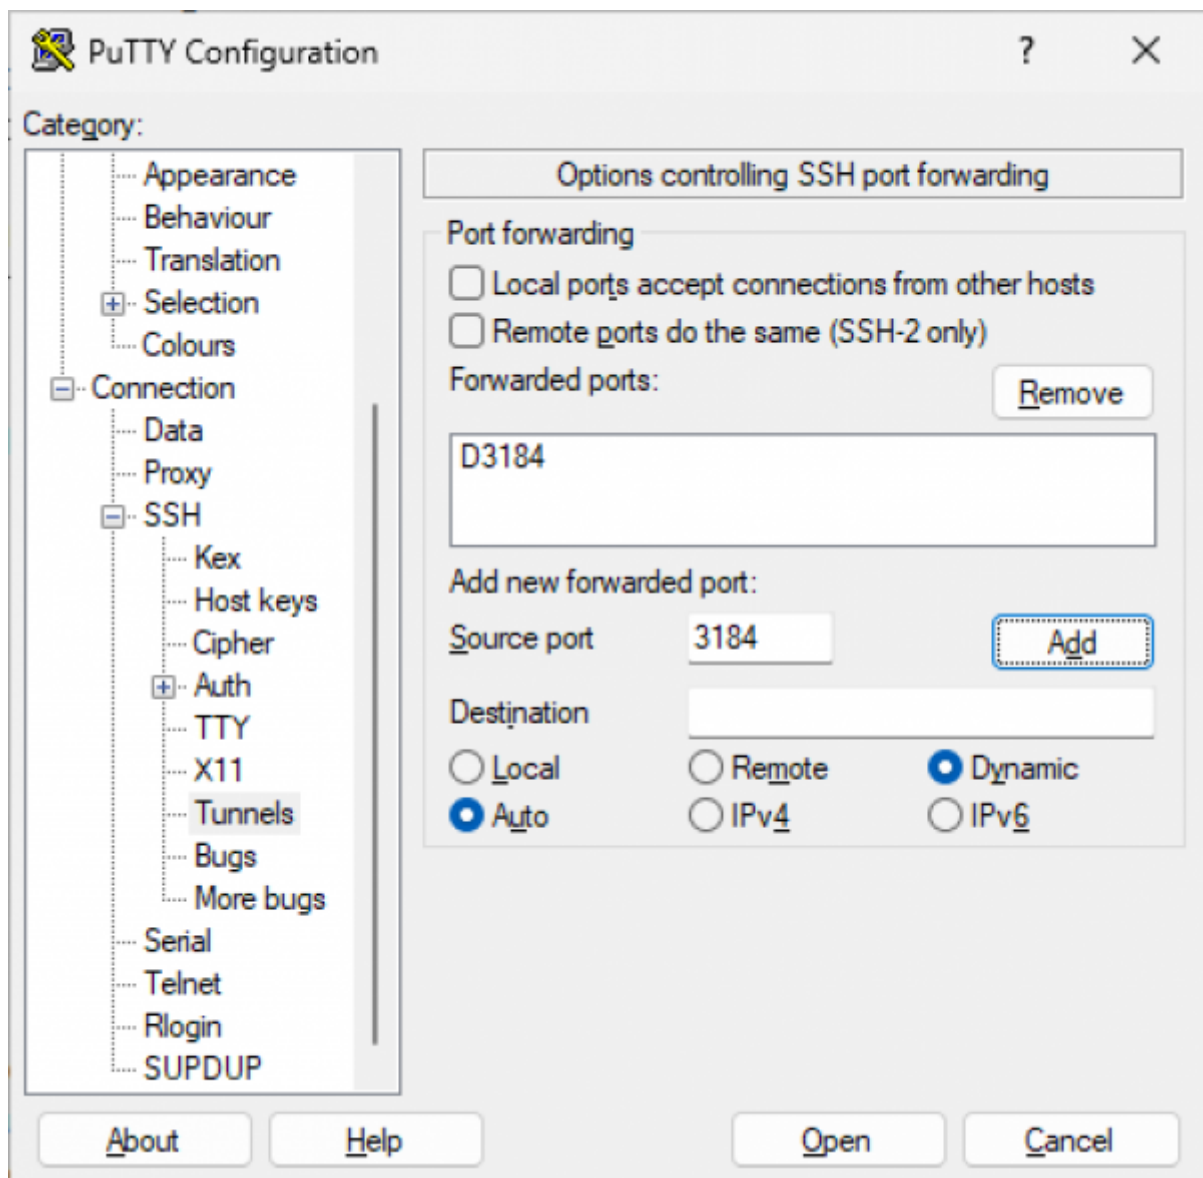 PuTTY Configuration
?
Category:
Appearance
Behaviour
Translation
Selection
Colours
Connection
Data
Proxy
SSH
Kex
Host keys
Cipher
Auth
TTY
X11
Tunnels
Bugs
More bugs
Serial
Telnet
Rlogin
SUPDUP
Options controlling SSH port forwarding
Port forwarding
Local ports accept connections from other hosts
Remote ports do the same (SSH-2 only)
Forwarded ports:
Remove
D3184
Add new forwarded port:
Source port
3184
Add
Destination
Local
Remote
Dynamic
Auto
IPv4
IPv6
About
Help
Open
Cancel